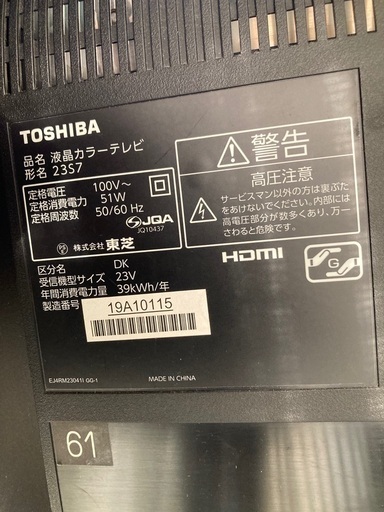 TOSHIBA
品名 液晶カラーテレビ
形名 23S7
定格電圧 100V～
定格消費電力 51W
定格周波数 50/60 Hz
JQA
JQ10437
PS E 株式会社 東芝
区分名 DK
受信機型サイズ 23V
年間消費電力量 39kWh/年
製造番号 19A10115
EJ4RM23041I GG-1
MADE IN CHINA
警告
高圧注意
サービスマン以外の方は裏ぶた
をあけないでください。内部には
高電圧部分が数多くあり、万一さ
わると危険です。
HDMI
G
61